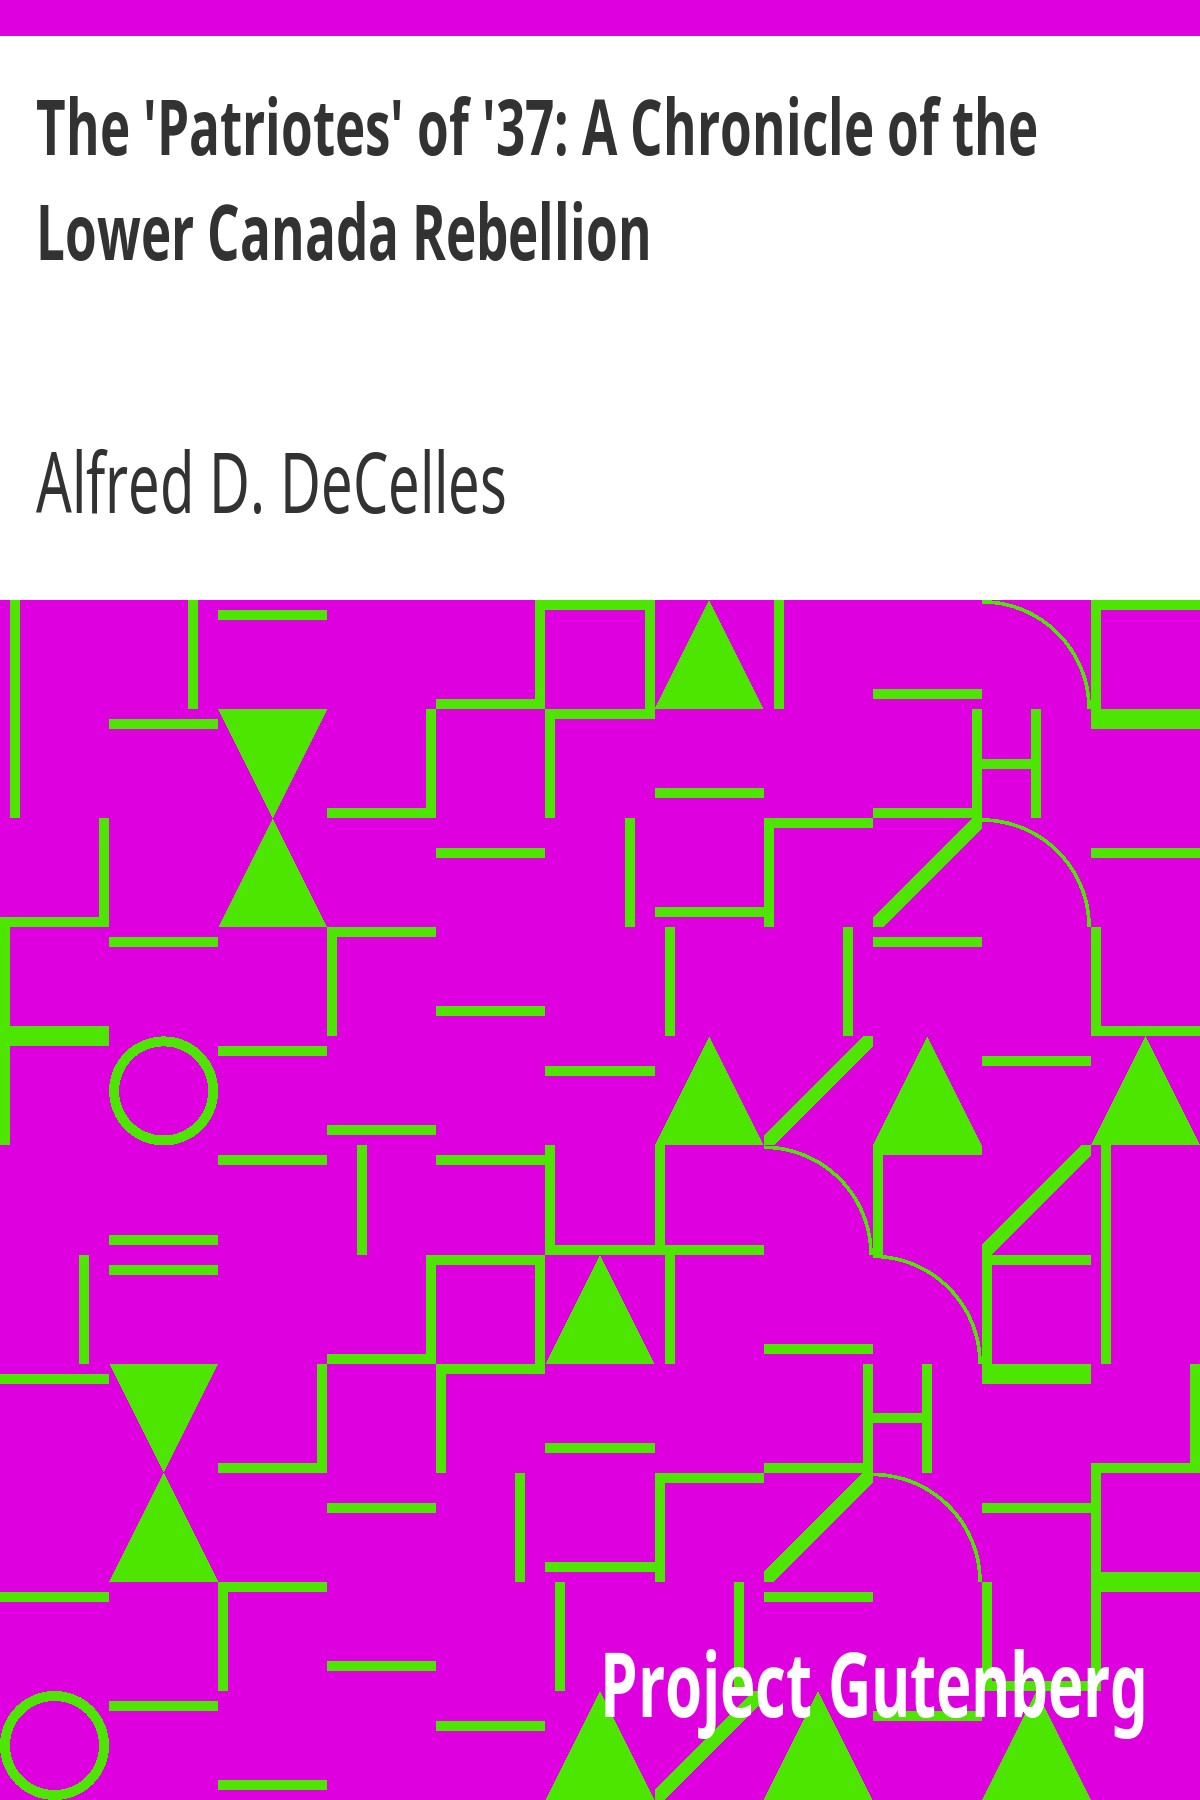 The 'Patriotes' of '37: A Chronicle of the
Lower Canada Rebellion
Alfred D. DeCelles
Project Gutenberg